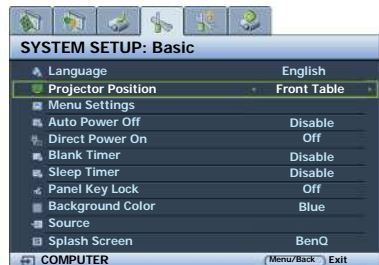 SYSTEM SETUP: Basic
Language English
Projector Position Front Table
Menu Settings
Auto Power Off Disable
Direct Power On Off
Blank Timer Disable
Sleep Timer Disable
Panel Key Lock Off
Background Color Blue
Source
Splash Screen BenQ
COMPUTER Menu/Back Exit